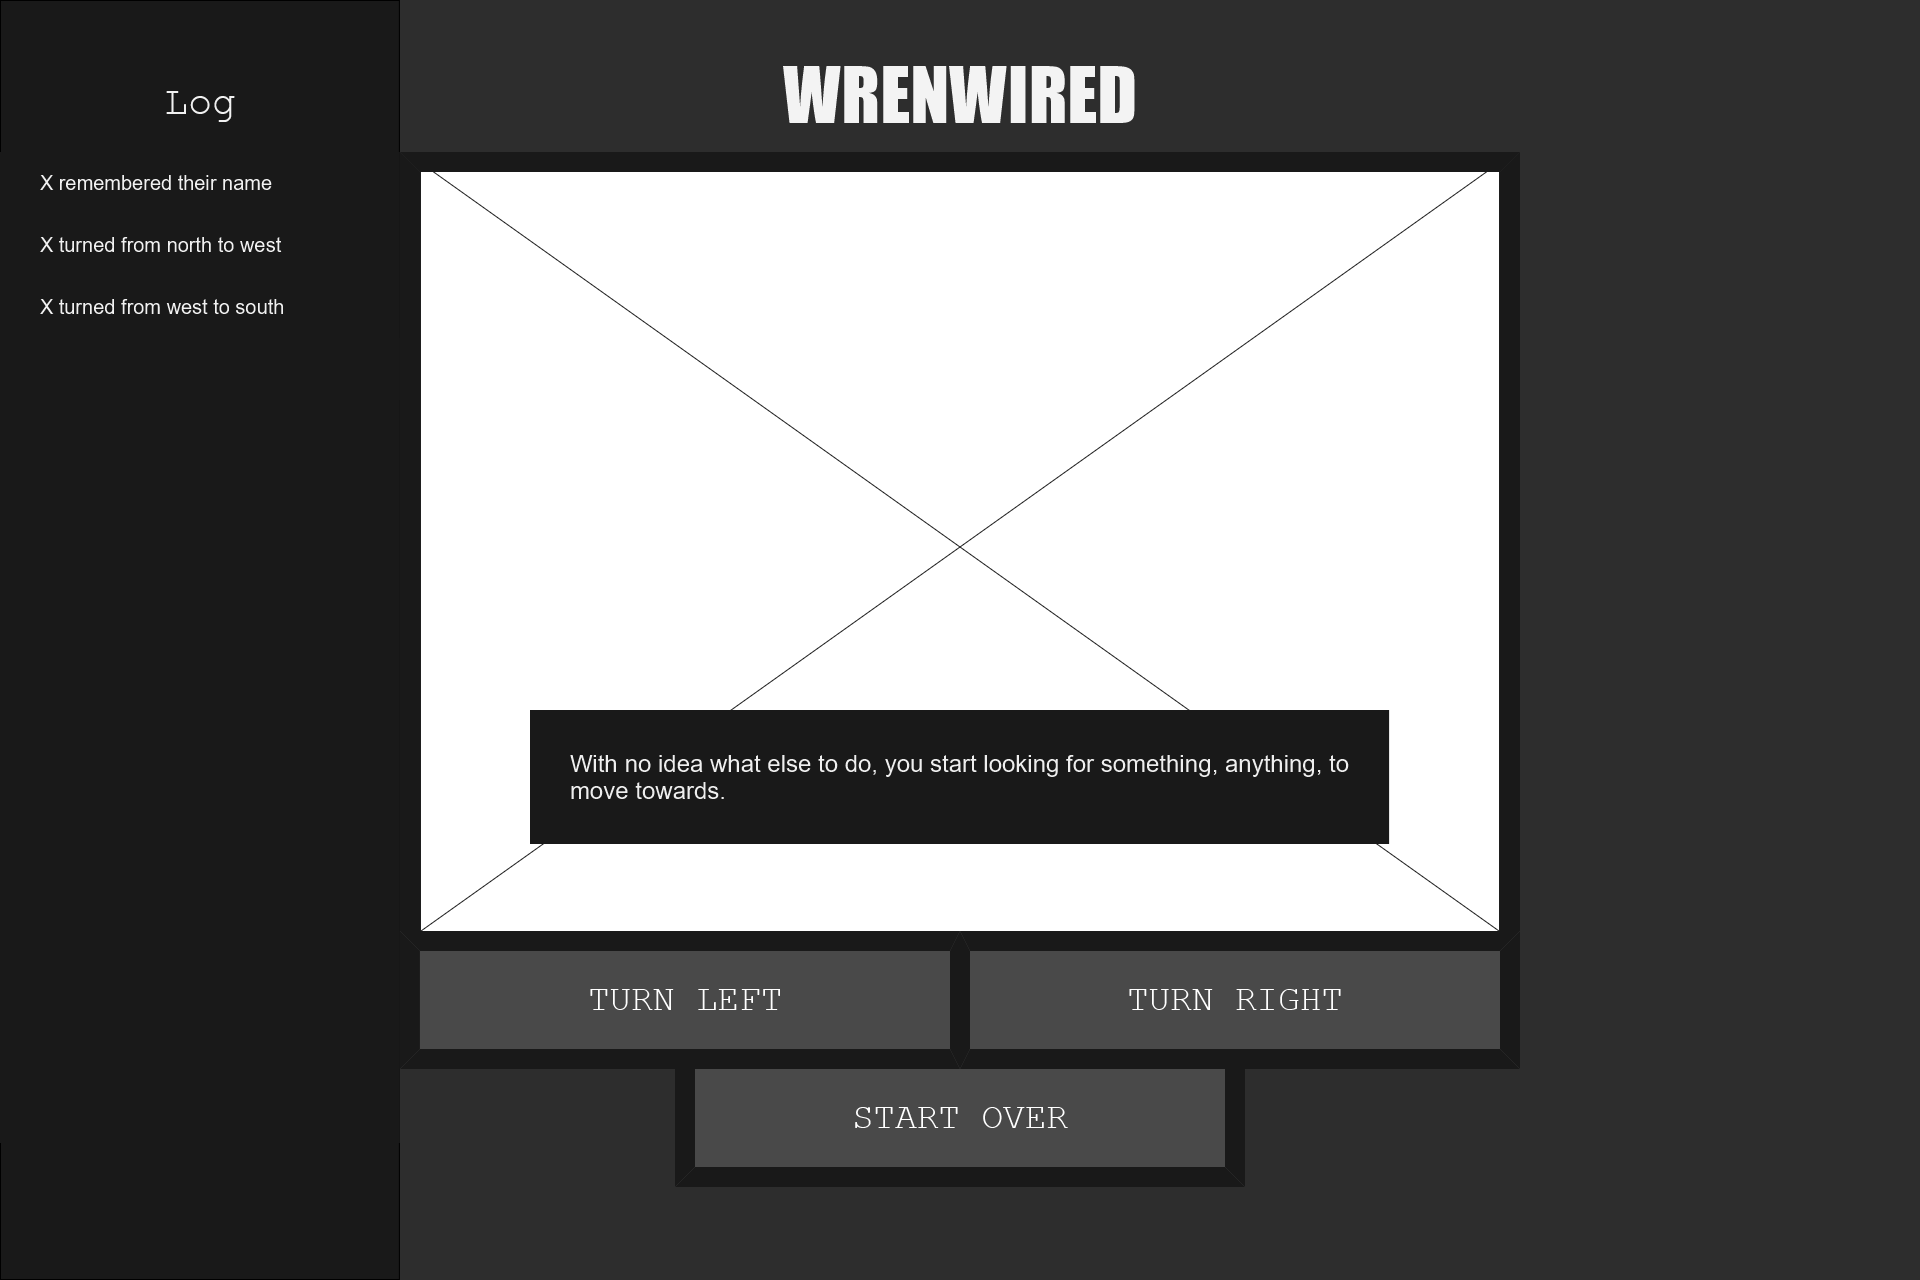 Log
X remembered their name
X turned from north to west
X turned from west to south
WRENWIRED
With no idea what else to do, you start looking for something, anything, to
move towards.
TURN LEFT
TURN RIGHT
START OVER